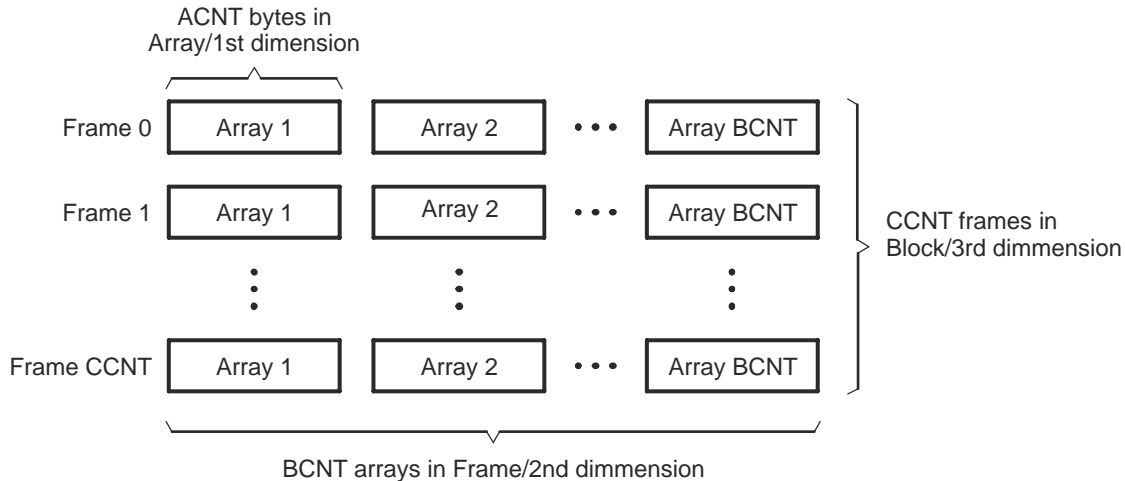 ACNT bytes in
Array/1st dimension
Frame 0 Array 1 Array 2 Array BCNT
Frame 1 Array 1 Array 2 Array BCNT
CCNT frames in
Block/3rd dimmension
Frame CCNT Array 1 Array 2 Array BCNT
BCNT arrays in Frame/2nd dimmension